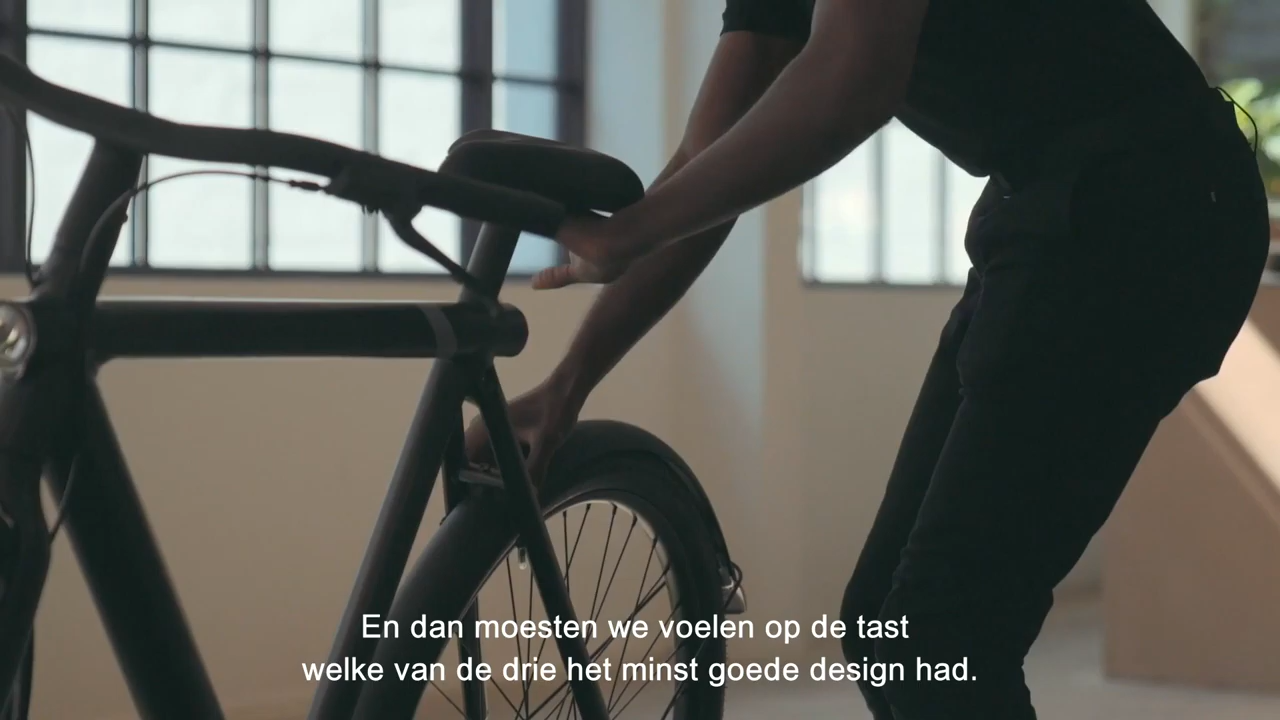 En dan moesten we voelen op de tast
welke van de drie het minst goede design had.